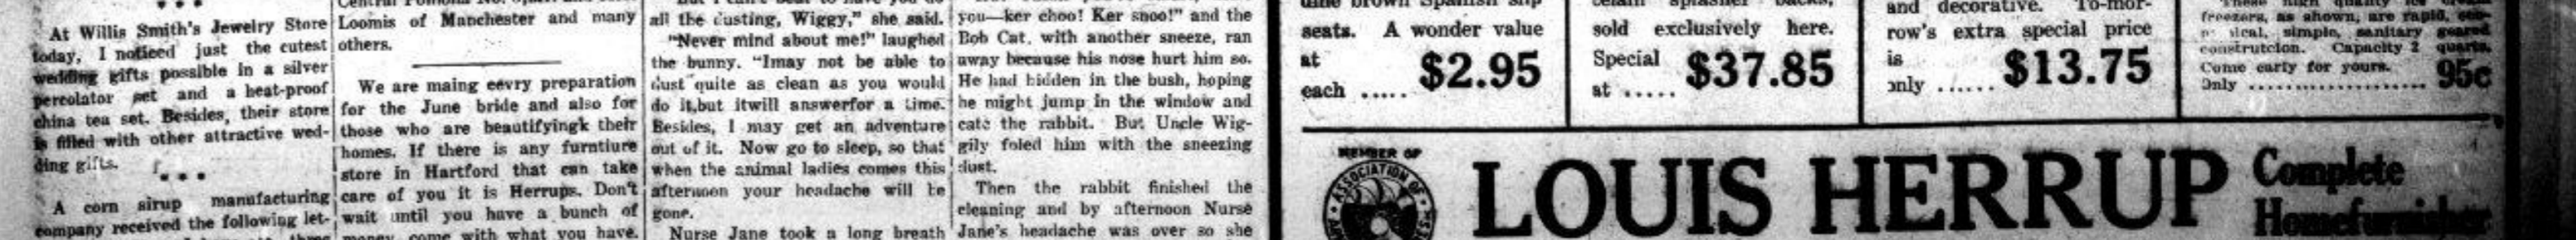 At Willis Smith's Jewelry Store
today, I noticed just the cutest
wedding gifts possible in a silver
percolator set and a heat-proof
china tea set. Besides, their store
is filled with other attractive wed-
ding gifts.
A corn sirup manufacturing
company received the following let-
Loomis of Manchester and many
others.
We are maing eevry preparation
for the June bride and also for
those who are beautifyingk their
homes. If there is any furntiure
store in Hartford that can take
care of you it is Herrups. Don't
wait until you have a bunch of
money come with what you have.
all the dusting, Wiggy," she said.
"Never mind about me!" laughed
the bunny. "Imay not be able to
dust quite as clean as you would
do it,but itwill answerfor a time.
Besides, I may get an adventure
out of it. Now go to sleep, so that
when the animal ladies comes this
afternoon your headache will be
gone.
Nurse Jane took a long breath
you—ker choo! Ker snoo!" and the
Bob Cat, with another sneeze, ran
away because his nose hurt him so.
He had hidden in the bush, hoping
he might jump in the window and
catc the rabbit. But Uncle Wig-
gily foled him with the sneezing
dust.
Then the rabbit finished the
cleaning and by afternoon Nurse
Jane's headache was over so she
seats. A wonder value
at
each ..... $2.95
sold exclusively here.
Special
at ..... $37.85
and decorative. To-mor-
row's extra special price
is
only ...... $13.75
freezers, as shown, are rapid,
simple, sanitary geared
construtcion. Capacity 2 quarts.
Come early for yours.
Only .................... 95c
MEMBER OF
ASSOCIATION OF
LOUIS HERRUP
Complete
Homefurnisher